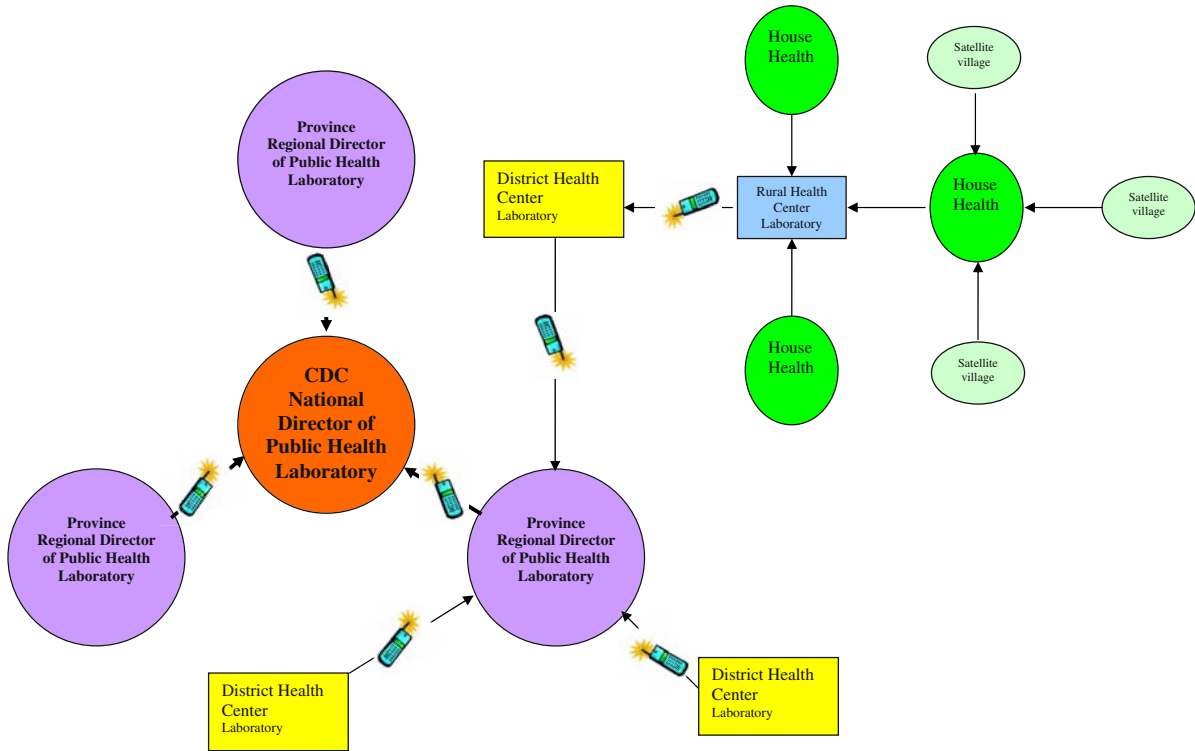 House
Health
Satellite
village
Province
Regional Director
of Public Health
Laboratory
District Health
Center
Laboratory
Rural Health
Center
Laboratory
House
Health
Satellite
village
House
Health
Satellite
village
CDC
National
Director of
Public Health
Laboratory
Province
Regional Director
of Public Health
Laboratory
Province
Regional Director
of Public Health
Laboratory
District Health
Center
Laboratory
District Health
Center
Laboratory